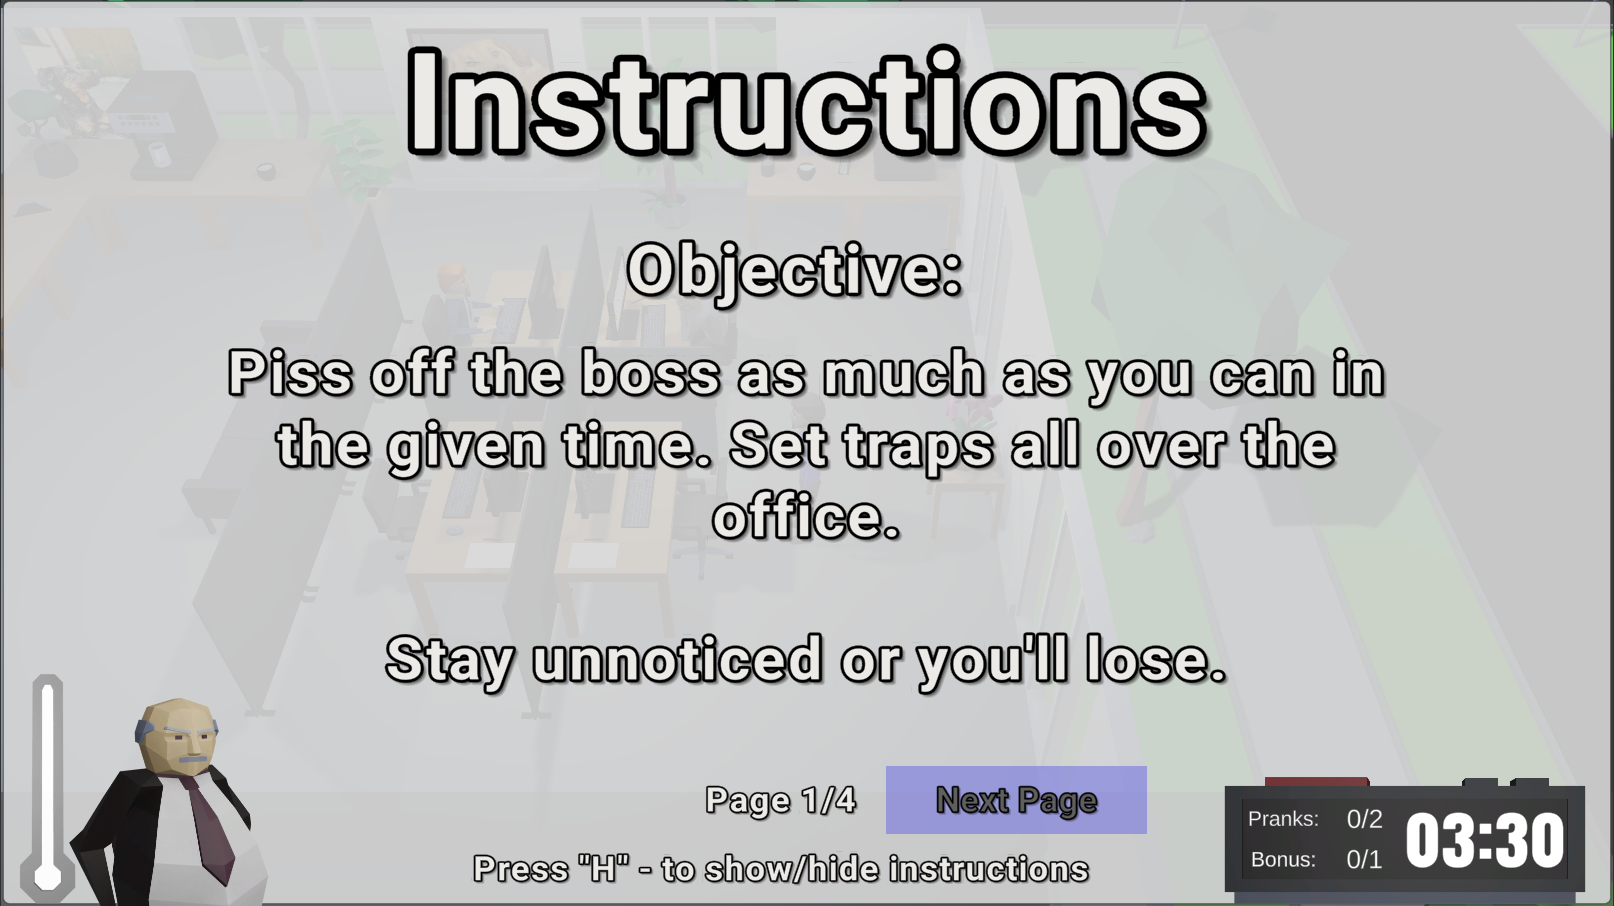 Instructions
Objective:
Piss off the boss as much as you can in
the given time. Set traps all over the
office.
Stay unnoticed or you'll lose.
Page 1/4
Next Page
Press "H" - to show/hide instructions
Pranks: 0/2
Bonus: 0/1
03:30